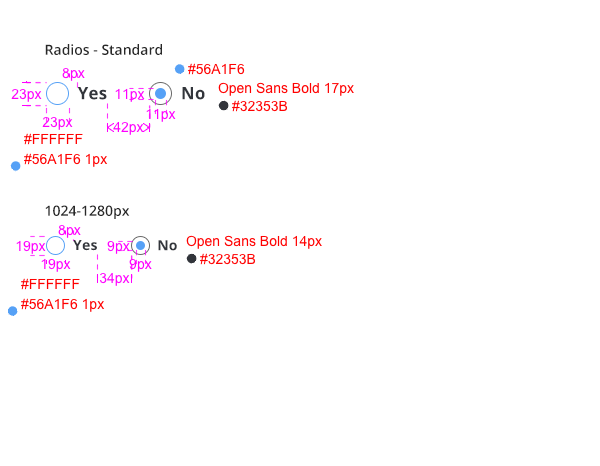 Radios - Standard
8px
#56A1F6
23px
Yes
11px
No
Open Sans Bold 17px
#32353B
23px
42px
11px
#FFFFFF
#56A1F6 1px
1024-1280px
8px
19px
Yes
9px
No
Open Sans Bold 14px
#32353B
19px
9px
34px
#FFFFFF
#56A1F6 1px